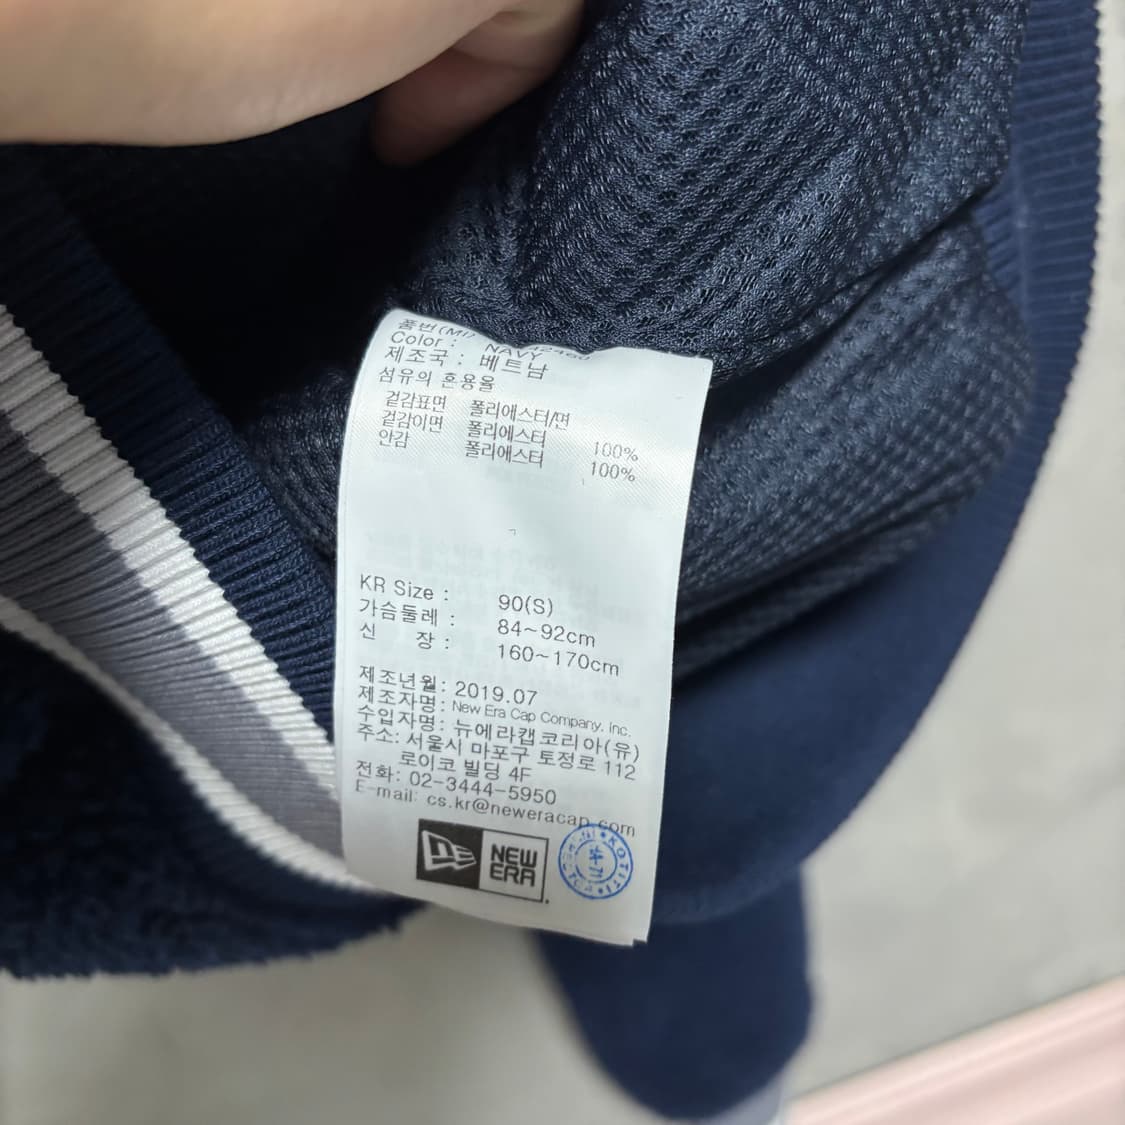 품번(MI)
Color : NAVY
제조국 : 베트남
섬유의 혼용율
겉감표면 폴리에스터/면
겉감이면 폴리에스터 100%
안감 폴리에스터 100%
KR Size : 90(S)
가슴둘레 : 84~92cm
신 장 : 160~170cm
제조년월: 2019.07
제조자명: New Era Cap Company, Inc.
수입자명: 뉴에라캡코리아(유)
주소: 서울시 마포구 토정로 112
로이코 빌딩 4F
전화: 02-3444-5950
E-mail: cs.kr@neweracap.com
NEW ERA
KOTITI